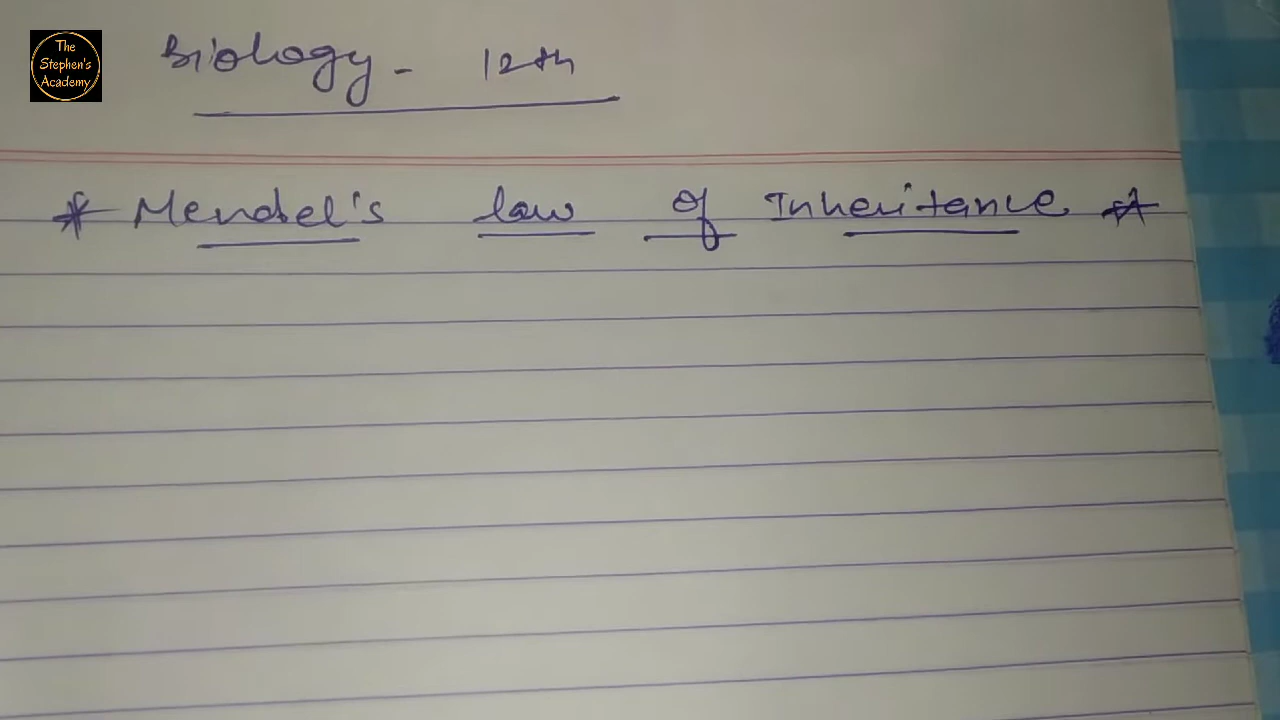 The
Stephen's
Academy
Biology - 12th
* Mendel's law of Inheritance *